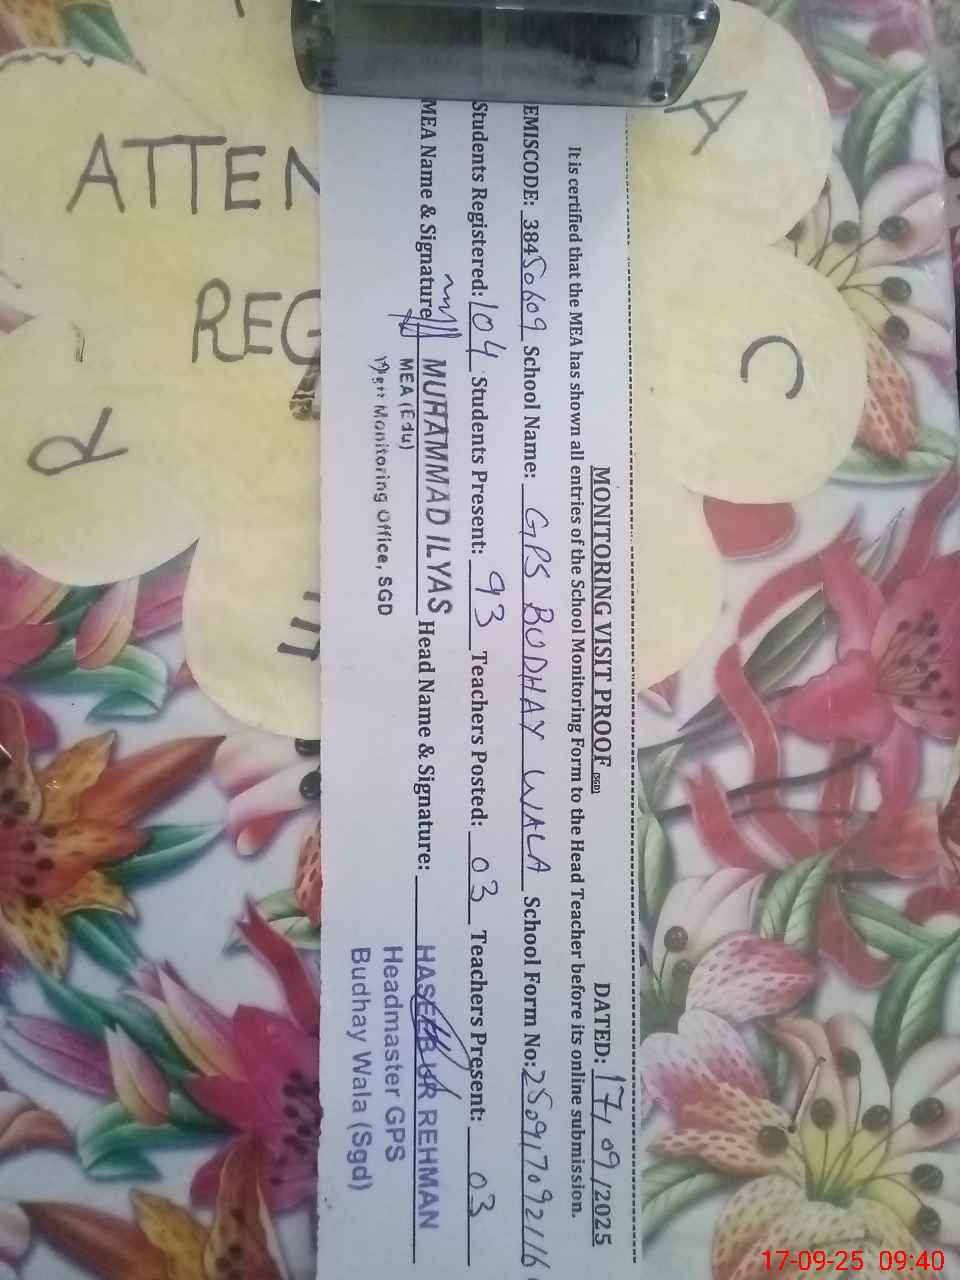 MONITORING VISIT PROOF (SGD) DATED: 17/09/2025
It is certified that the MEA has shown all entries of the School Monitoring Form to the Head Teacher before its online submission.
EMISCODE: 38450609 School Name: GPS BUDHAY WALA School Form No: 250917092116
Students Registered: 104 Students Present: 93 Teachers Posted: 03 Teachers Present: 03
MEA Name & Signature MUHAMMAD ILYAS Head Name & Signature: HASEEB UR REHMAN
MEA (Edu)
Distt Monitoring Office, SGD
Headmaster GPS
Budhay Wala (Sgd)
A
C
ATTEN
REG
R
17-09-25 09:40